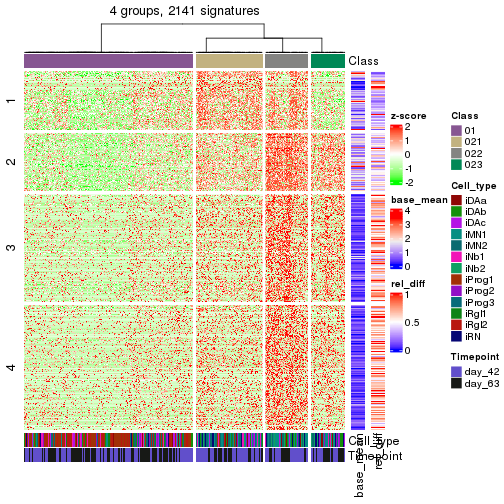 4 groups, 2141 signatures
Class
1
2
3
4
z-score
2
1
0
-1
-2
base_mean
4
3
2
1
0
rel_diff
1
0.5
0
Class
01
021
022
023
Cell_type
iDAa
iDAb
iDAc
iMN1
iMN2
iNb1
iNb2
iProg1
iProg2
iProg3
iRgl1
iRgl2
iRN
Timepoint
day_42
day_63
Cell_type
Timepoint
base_mean
rel_diff